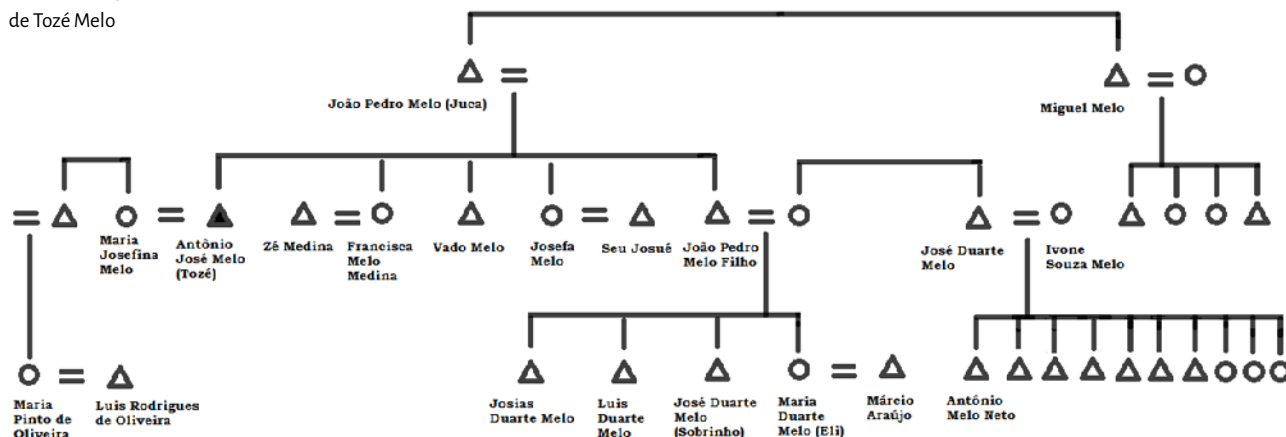 de Tozé Melo
João Pedro Melo (Juca)
Miguel Melo
Maria
Josefina
Melo
Antônio
José Melo
(Tozé)
Zé Medina
Francisca
Melo
Medina
Vado Melo
Josefa
Melo
Seu Josué
João Pedro
Melo Filho
José Duarte
Melo
Ivone
Souza Melo
Maria
Pinto de
Oliveira
Luis Rodrigues
de Oliveira
Josias
Duarte Melo
Luis
Duarte
Melo
José Duarte
Melo
(Sobrinho)
Maria
Duarte
Melo (Eli)
Márcio
Araújo
Antônio
Melo Neto